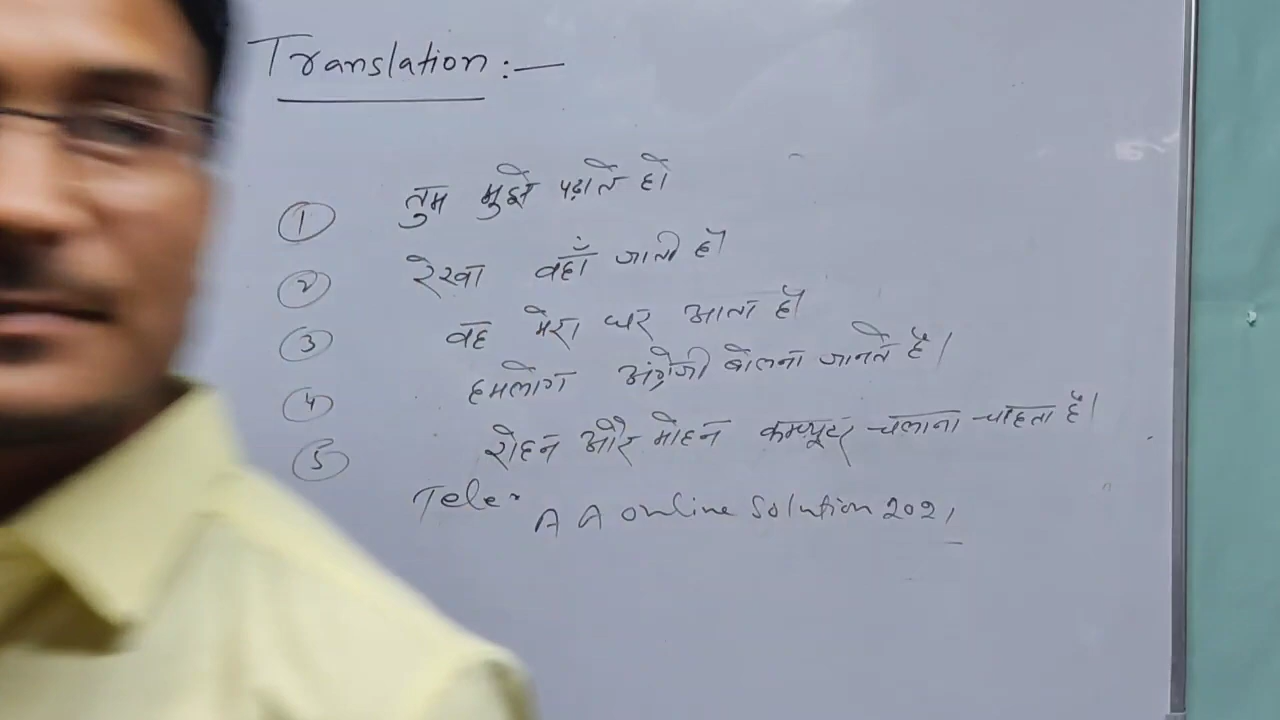 Translation :—
① तुम मुझे पढ़ाते हो
② रेखा वहाँ जाती है
③ वह मेरा घर आता है
④ हमलोग अंग्रेजी बोलना जानते है।
⑤ रोहन और मोहन कम्प्यूटर चलाना चाहता है।
Tele:
A A online Solution 2021